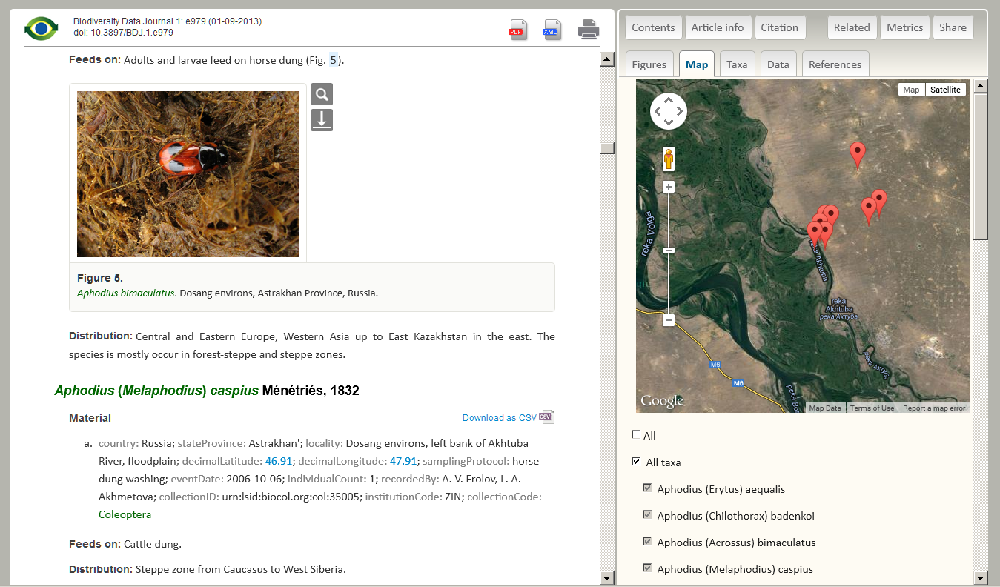 Biodiversity Data Journal 1: e979 (01-09-2013)
doi: 10.3897/BDJ.1.e979
PDF
XML
Feeds on: Adults and larvae feed on horse dung (Fig. 5).
Figure 5.
Aphodius bimaculatus. Dosang environs, Astrakhan Province, Russia.
Distribution: Central and Eastern Europe, Western Asia up to East Kazakhstan in the east. The
species is mostly occur in forest-steppe and steppe zones.
Aphodius (Melaphodius) caspius Ménétriés, 1832
Material
Download as CSV
CSV
a. country: Russia; stateProvince: Astrakhan'; locality: Dosang environs, left bank of Akhtuba
River, floodplain; decimalLatitude: 46.91; decimalLongitude: 47.91; samplingProtocol: horse
dung washing; eventDate: 2006-10-06; individualCount: 1; recordedBy: A. V. Frolov, L. A.
Akhmetova; collectionID: urn:lsid:biocol.org:col:35005; institutionCode: ZIN; collectionCode:
Coleoptera
Feeds on: Cattle dung.
Distribution: Steppe zone from Caucasus to West Siberia.
Contents
Article info
Citation
Related
Metrics
Share
Figures
Map
Taxa
Data
References
Map
Satellite
reka Volga
reka Akhtuba
reka
Akhtuba
река Ахтуба
река Ахтуба
M6
M6
Google
Map Data
Terms of Use
Report a map error
All
All taxa
Aphodius (Erytus) aequalis
Aphodius (Chilothorax) badenkoi
Aphodius (Acrossus) bimaculatus
Aphodius (Melaphodius) caspius